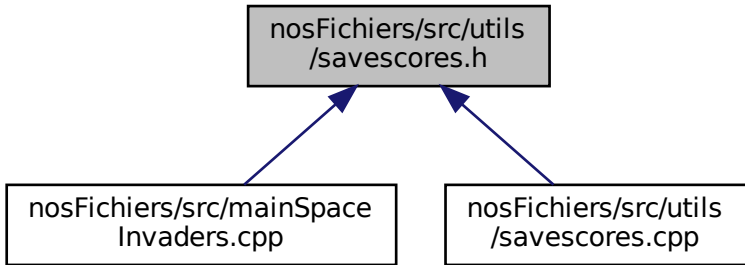 nosFichiers/src/utils
/savescores.h
nosFichiers/src/mainSpace
Invaders.cpp
nosFichiers/src/utils
/savescores.cpp